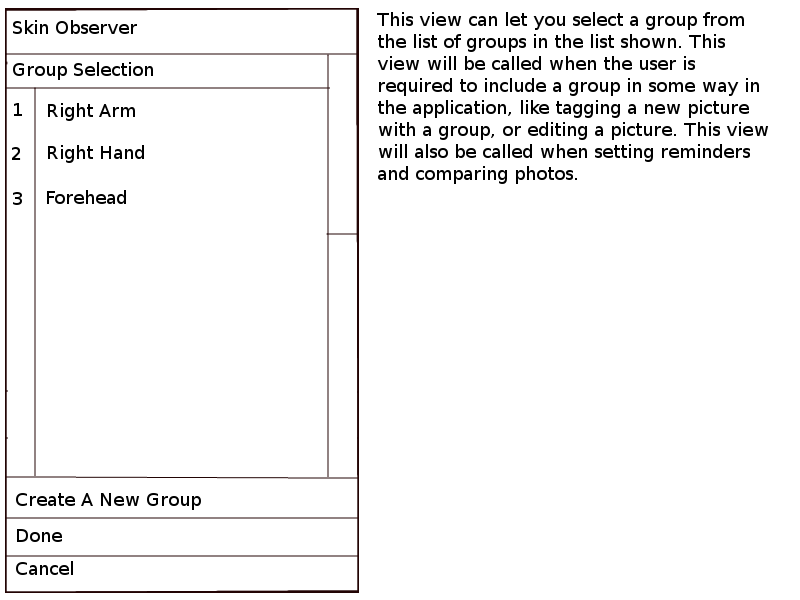 Skin Observer
Group Selection
1 Right Arm
2 Right Hand
3 Forehead
Create A New Group
Done
Cancel
This view can let you select a group from
the list of groups in the list shown. This
view will be called when the user is
required to include a group in some way in
the application, like tagging a new picture
with a group, or editing a picture. This view
will also be called when setting reminders
and comparing photos.